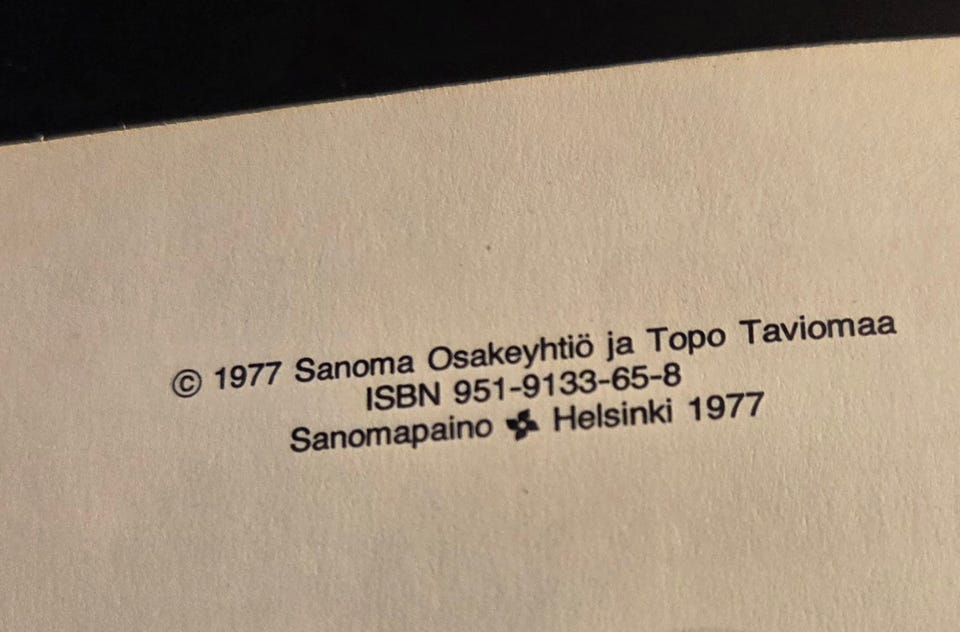 © 1977 Sanoma Osakeyhtiö ja Topo Taviomaa
ISBN 951-9133-65-8
Sanomapaino Helsinki 1977